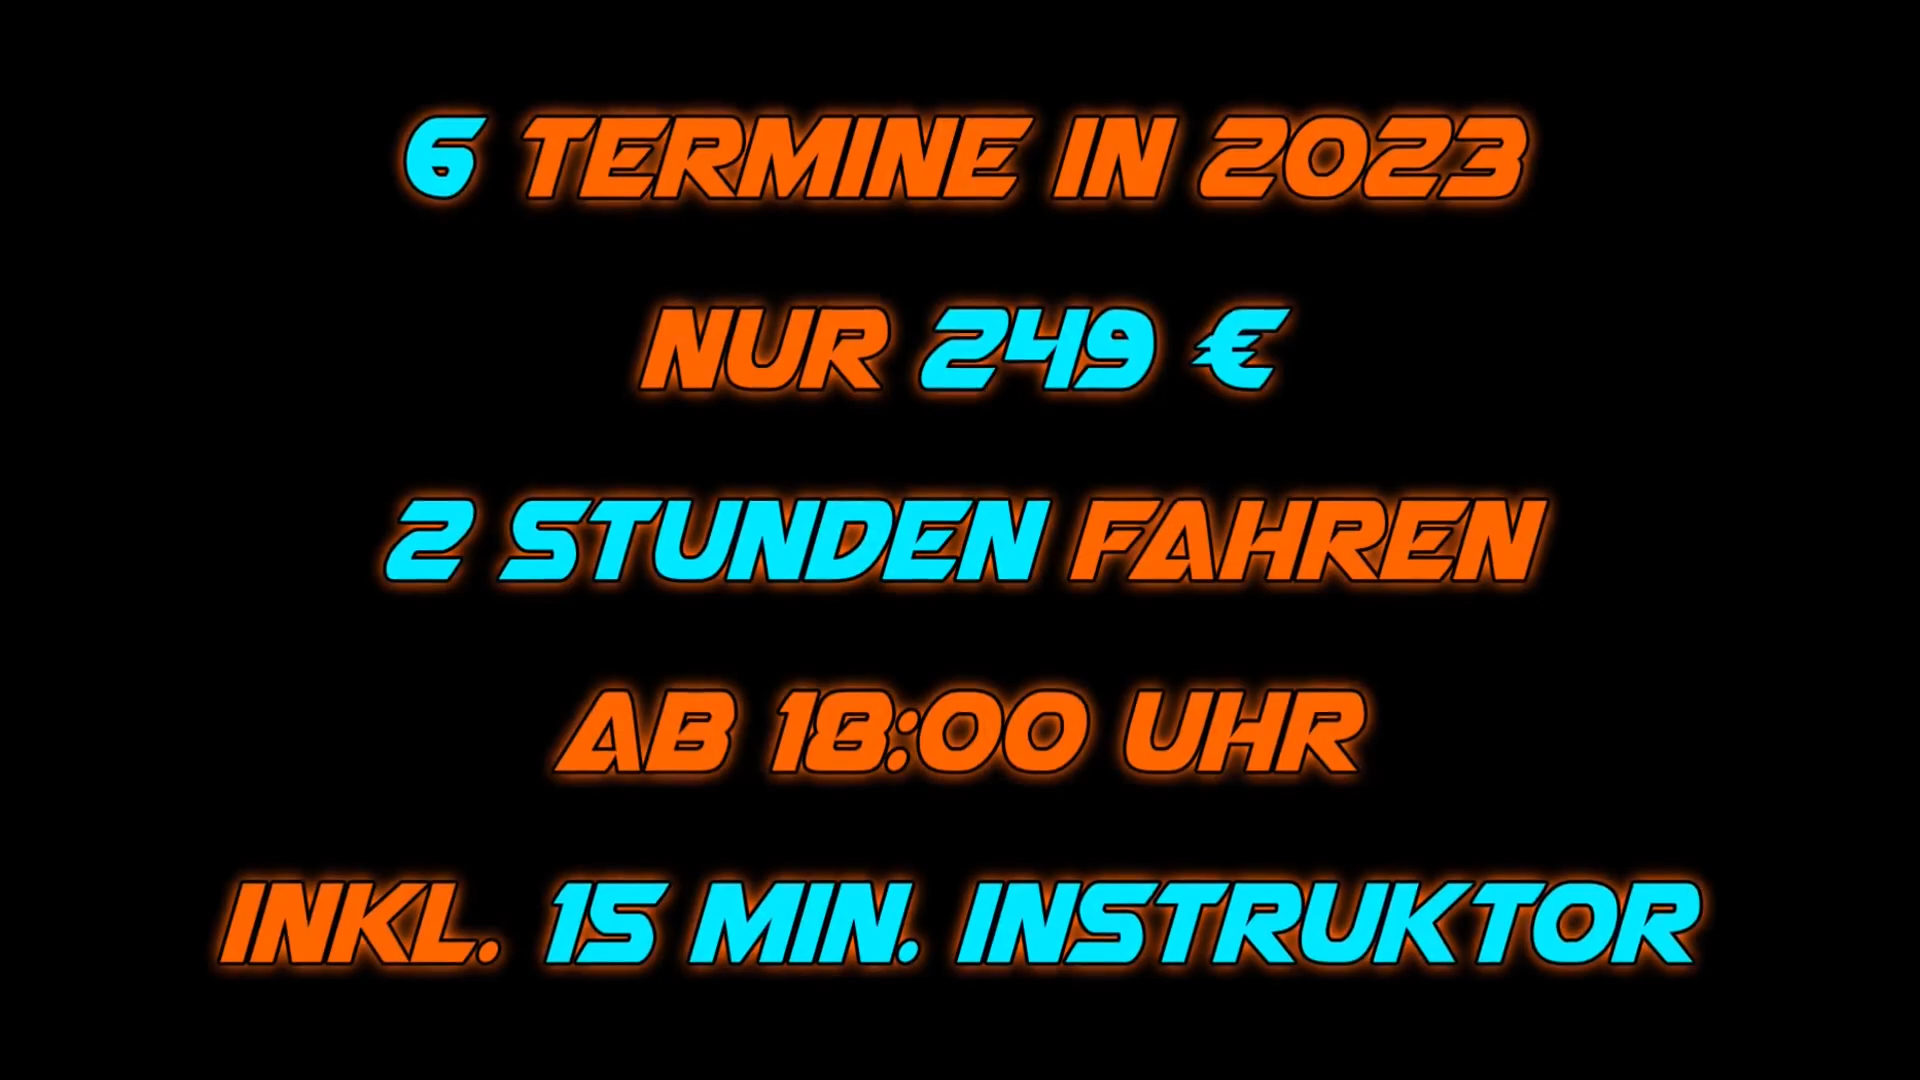 6 TERMINE IN 2023
NUR 249 €
2 STUNDEN FAHREN
AB 18:00 UHR
INKL. 15 MIN. INSTRUKTOR